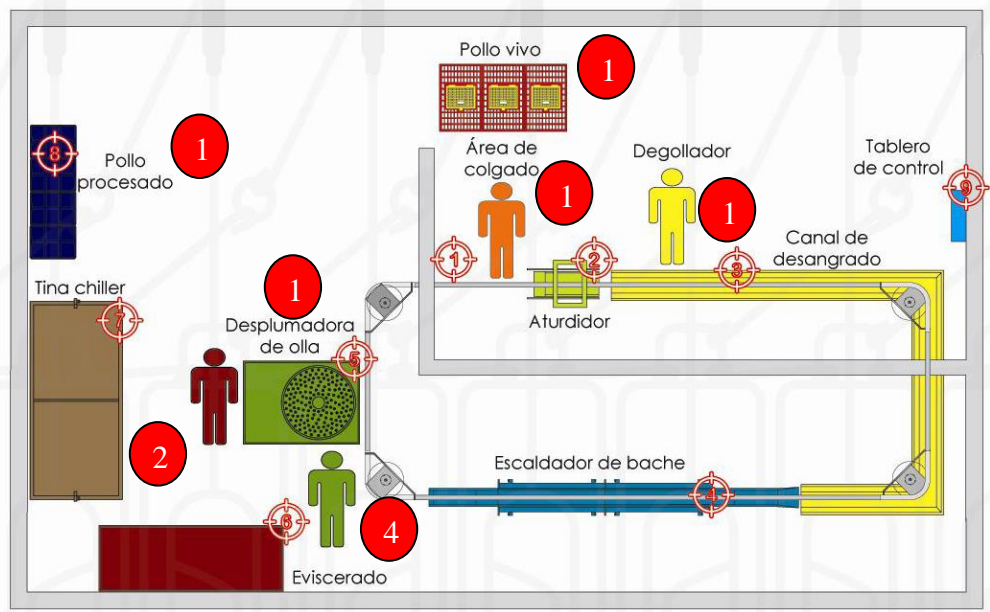 Pollo vivo
1
Pollo
procesado
8
1
Área de
colgado
1
Degollador
1
Tablero
de control
9
1
2
3
Canal de
desangrado
Aturdidor
Tina chiller
7
1
Desplumadora
de olla
5
2
Escaldador de bache
4
6
4
Eviscerado